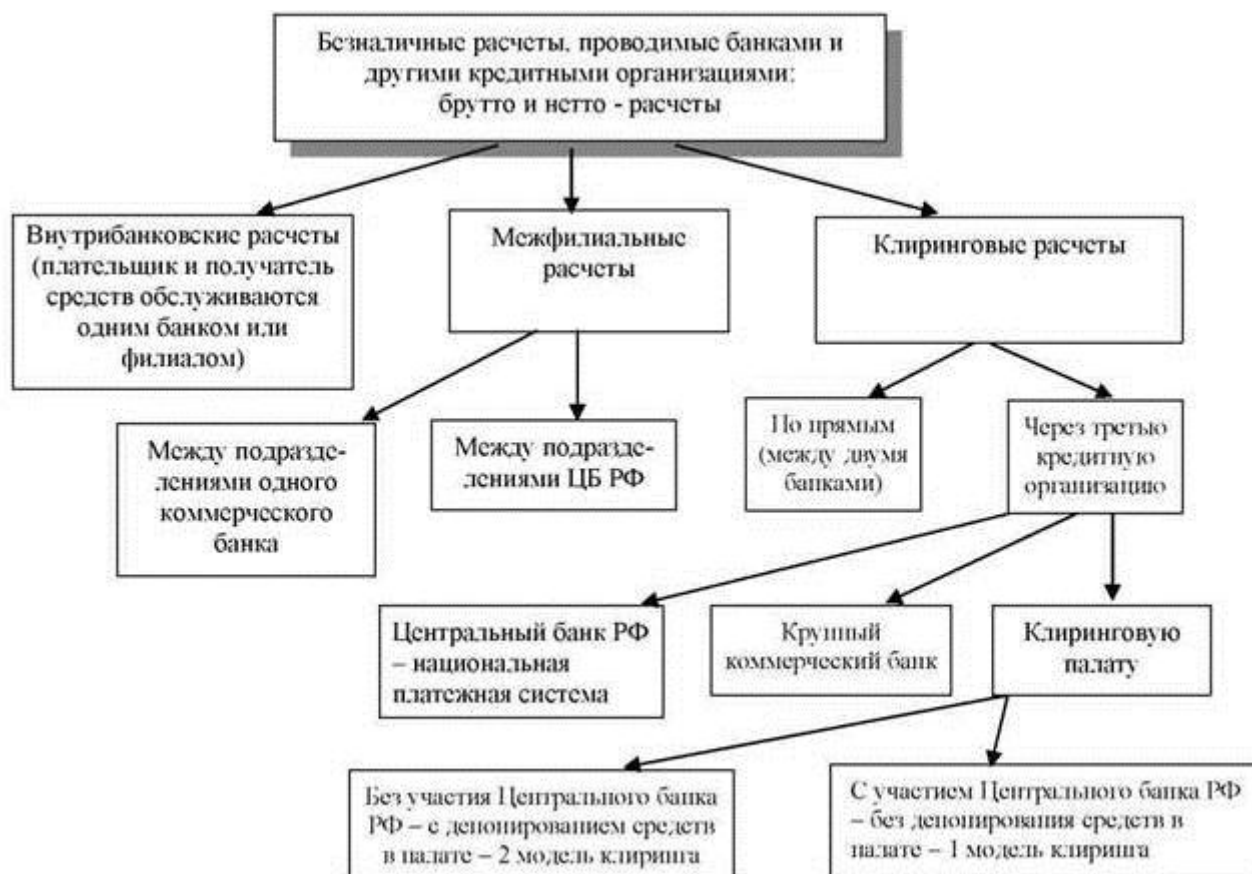 Безналичные расчеты, проводимые банками и
другими кредитными организациями:
брутто и нетто - расчеты
Внутрибанковские расчеты
(плательщик и получатель
средств обслуживаются
одним банком или
филиалом)
Межфилиальные
расчеты
Клиринговые расчеты
Между подразде-
лениями одного
коммерческого
банка
Между подразде-
лениями ЦБ РФ
По прямым
(между двумя
банками)
Через третью
кредитную
организацию
Центральный банк РФ
– национальная
платежная система
Крупный
коммерческий банк
Клиринговую
палату
Без участия Центрального банка
РФ – с депонированием средств
в палате – 2 модель клиринга
С участием Центрального банка РФ
– без депонирования средств в
палате – 1 модель клиринга